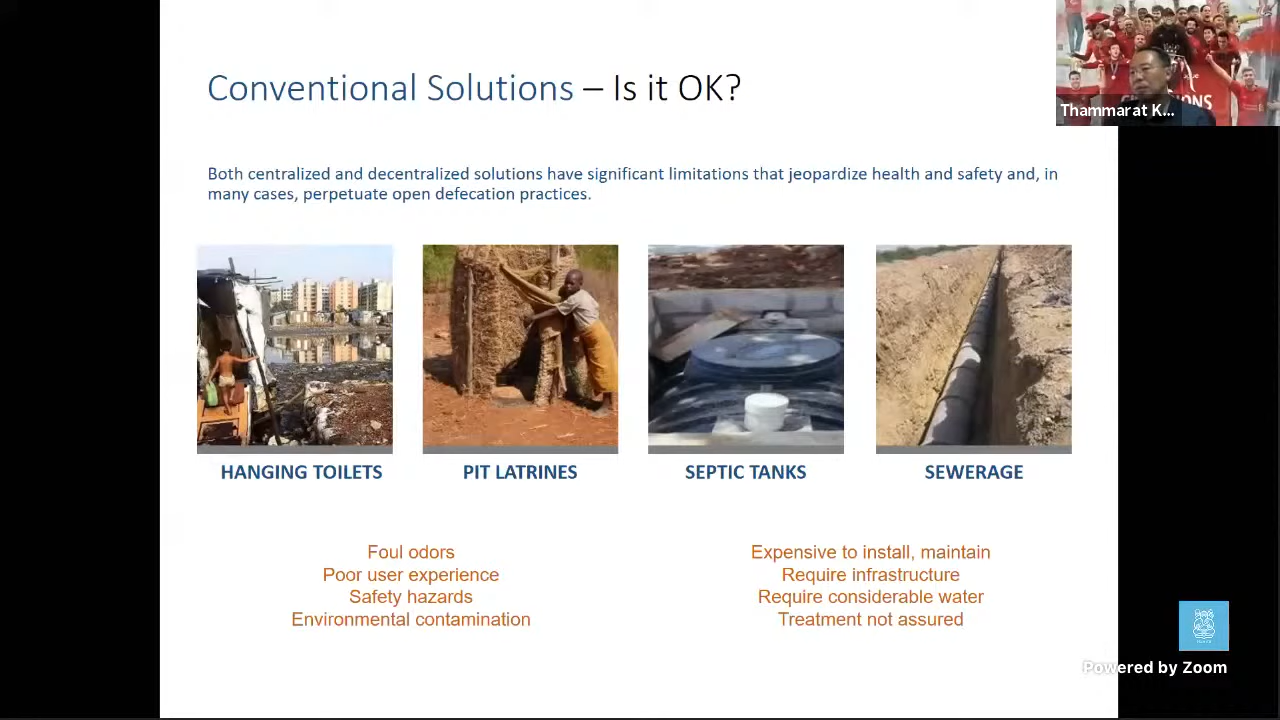 Conventional Solutions – Is it OK?
Thammarat K...
Both centralized and decentralized solutions have significant limitations that jeopardize health and safety and, in
many cases, perpetuate open defecation practices.
HANGING TOILETS
PIT LATRINES
SEPTIC TANKS
SEWERAGE
Foul odors
Poor user experience
Safety hazards
Environmental contamination
Expensive to install, maintain
Require infrastructure
Require considerable water
Treatment not assured
Powered by Zoom